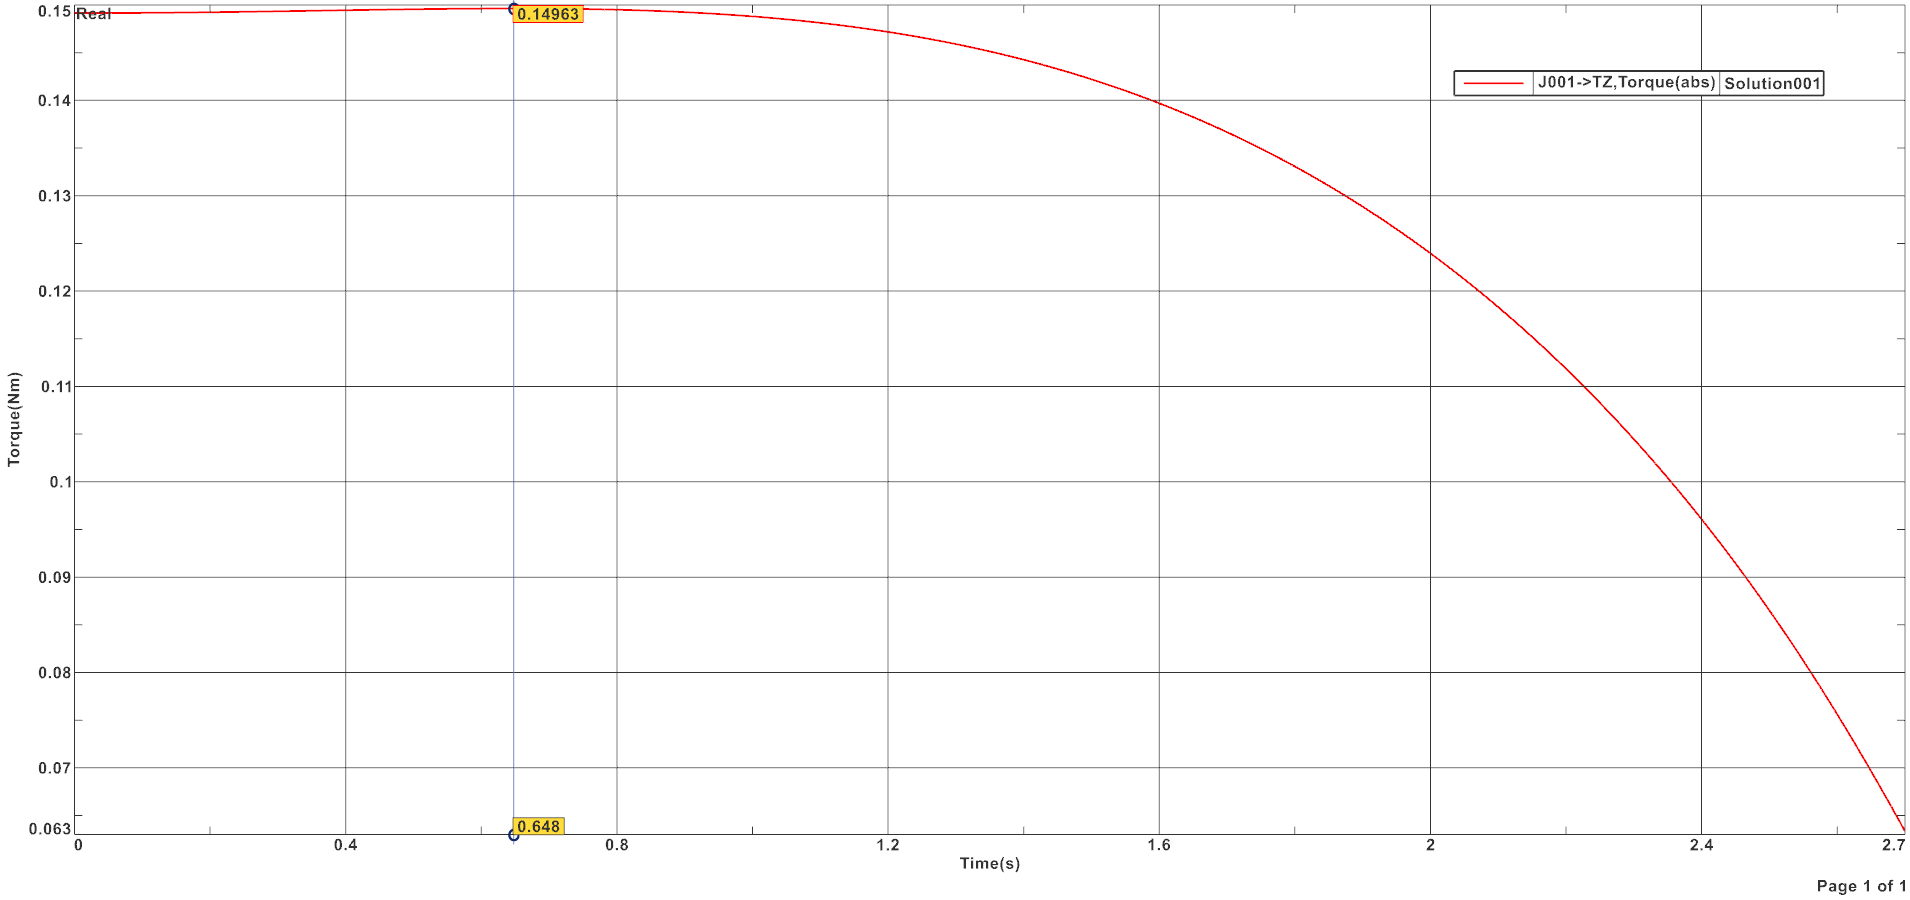 0.15
Real
0.14963
J001->TZ,Torque(abs) Solution001
0.14
0.13
0.12
0.11
Torque(Nm)
0.1
0.09
0.08
0.07
0.063
0.648
0 0.4 0.8 1.2 1.6 2 2.4 2.7
Time(s)
Page 1 of 1